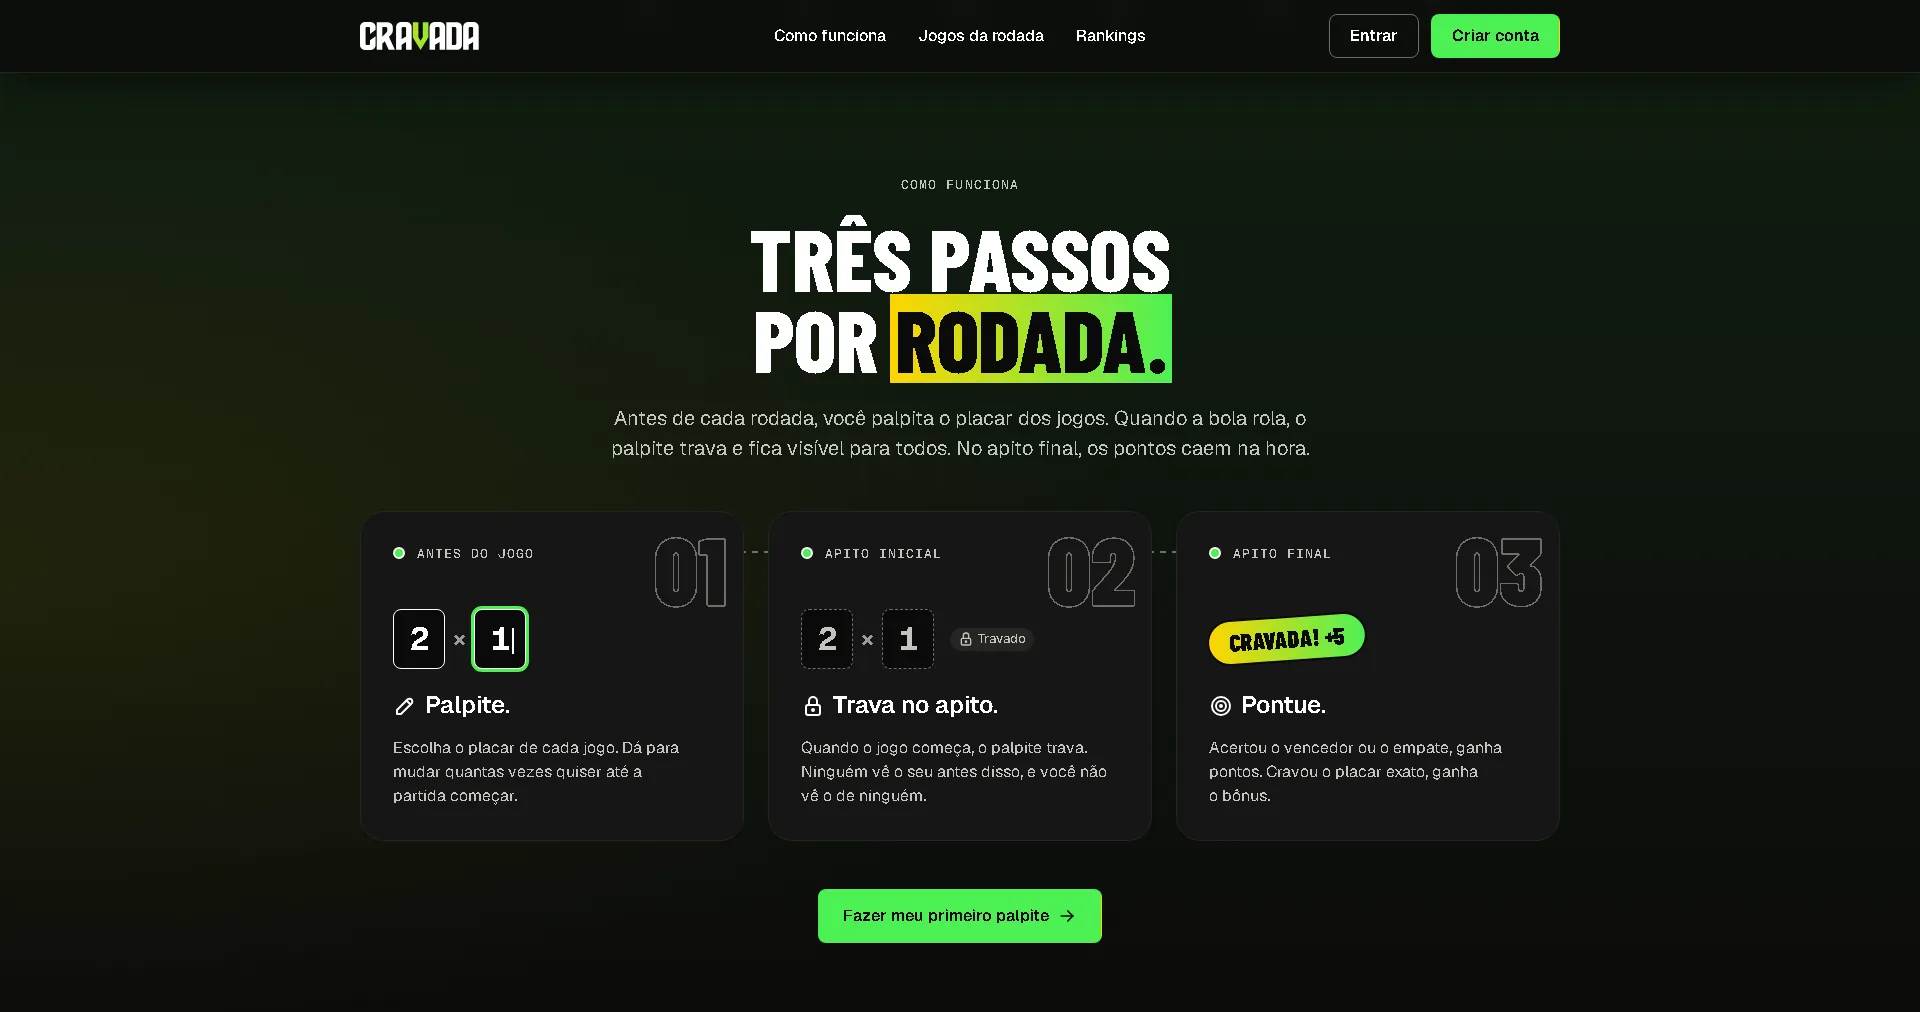 CRAVADA
Como funciona
Jogos da rodada
Rankings
Entrar
Criar conta
COMO FUNCIONA
TRÊS PASSOS
POR RODADA.
Antes de cada rodada, você palpita o placar dos jogos. Quando a bola rola, o
palpite trava e fica visível para todos. No apito final, os pontos caem na hora.
ANTES DO JOGO
01
2 × 1
Palpite.
Escolha o placar de cada jogo. Dá para
mudar quantas vezes quiser até a
partida começar.
APITO INICIAL
02
2 × 1 Travado
Trava no apito.
Quando o jogo começa, o palpite trava.
Ninguém vê o seu antes disso, e você não
vê o de ninguém.
APITO FINAL
03
CRAVADA! +5
Pontue.
Acertou o vencedor ou o empate, ganha
pontos. Cravou o placar exato, ganha
o bônus.
Fazer meu primeiro palpite →